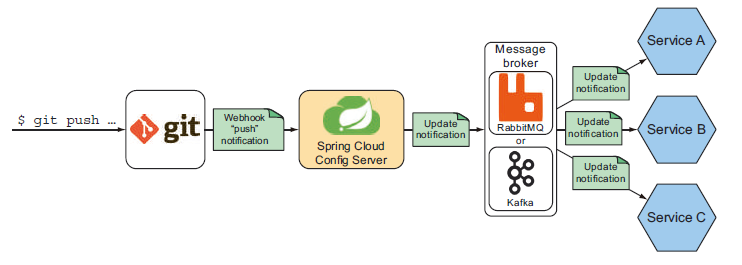 $ git push …
git
Webhook
“push”
notification
Spring Cloud
Config Server
Update
notification
Message
broker
RabbitMQ
or
Kafka
Update
notification
Update
notification
Update
notification
Service A
Service B
Service C